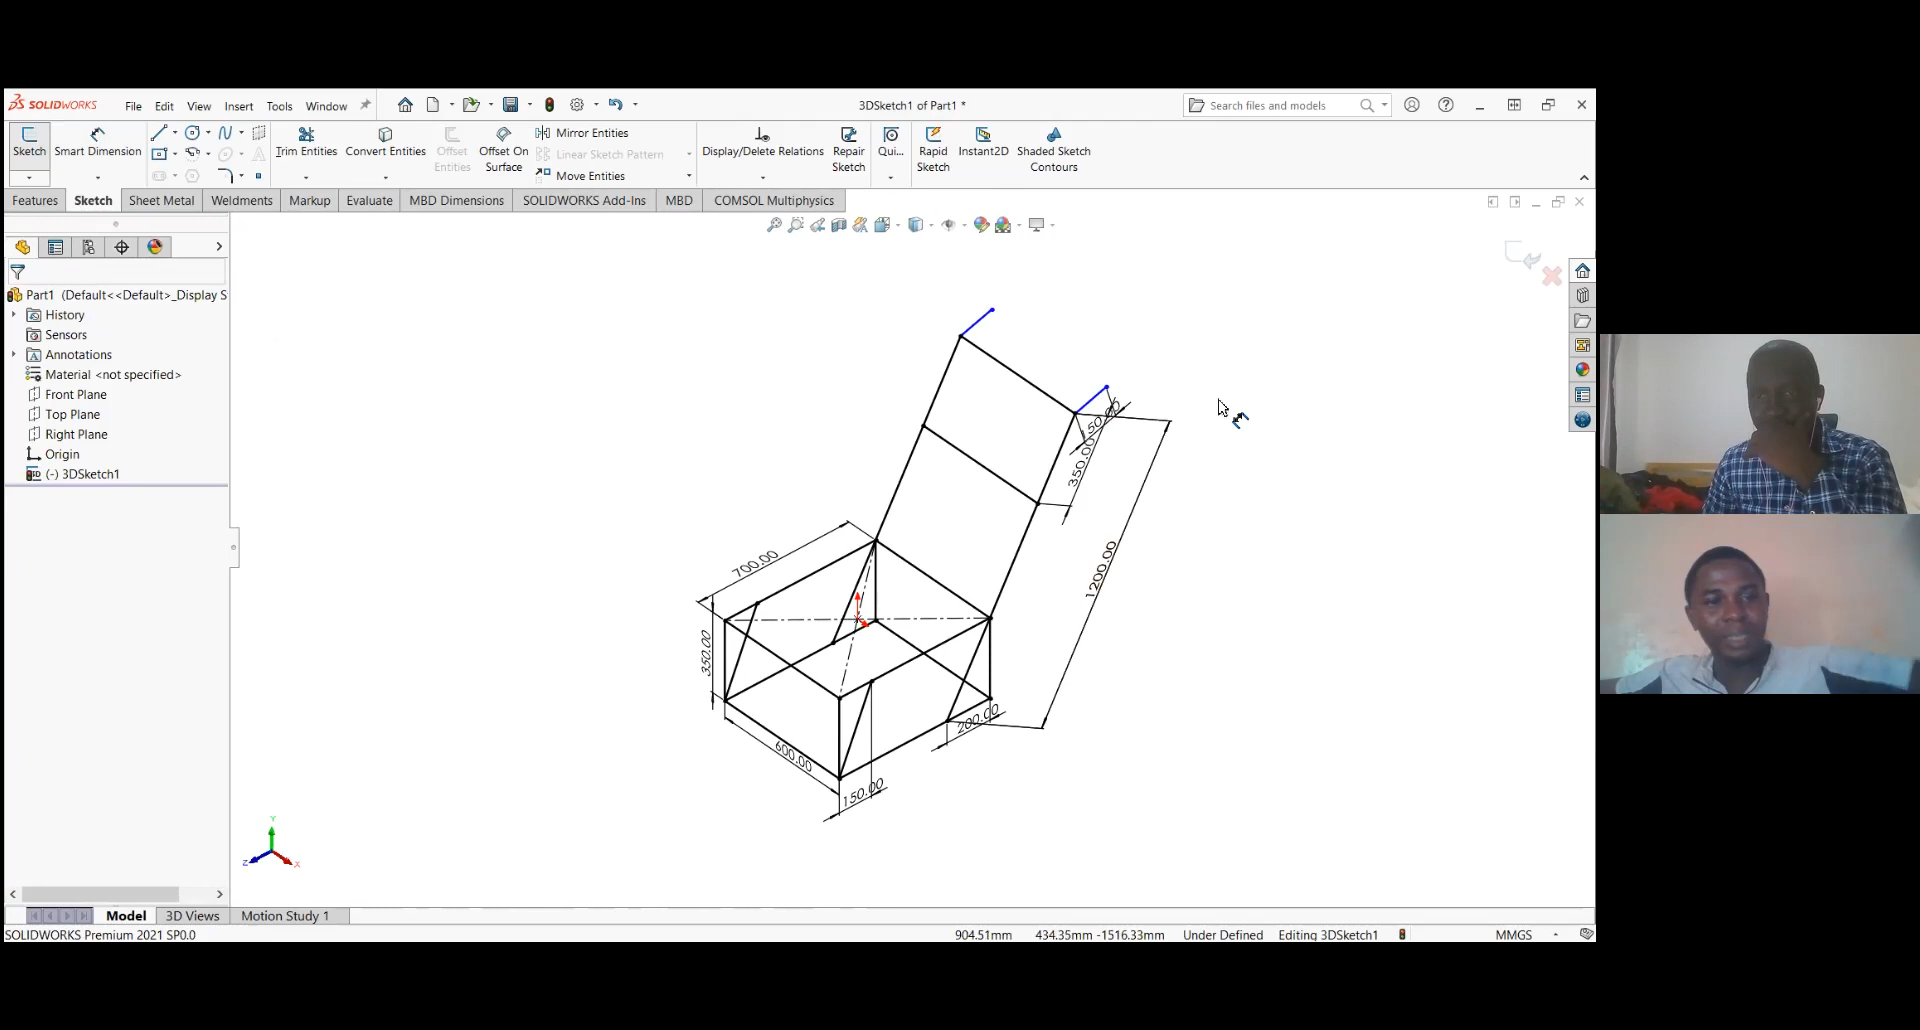 SOLIDWORKS File Edit View Insert Tools Window 3DSketch1 of Part1 * Search files and models
Sketch Smart Dimension Trim Entities Convert Entities Offset Entities Offset On Surface Mirror Entities Linear Sketch Pattern Move Entities Display/Delete Relations Repair Sketch Qui... Rapid Sketch Instant2D Shaded Sketch Contours
Features Sketch Sheet Metal Weldments Markup Evaluate MBD Dimensions SOLIDWORKS Add-Ins MBD COMSOL Multiphysics
Part1 (Default<<Default>_Display S
History
Sensors
Annotations
Material <not specified>
Front Plane
Top Plane
Right Plane
Origin
(-) 3DSketch1
350.00
1200.00
700.00
350.00
600.00
200.00
150.00
Y
Z
X
Model 3D Views Motion Study 1
SOLIDWORKS Premium 2021 SP0.0 904.51mm 434.35mm -1516.33mm Under Defined Editing 3DSketch1 MMGS